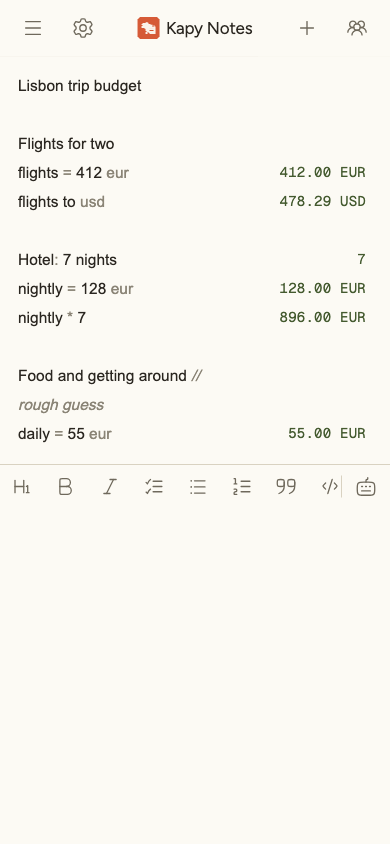 Kapy Notes
Lisbon trip budget
Flights for two
flights = 412 eur 412.00 EUR
flights to usd 478.29 USD
Hotel: 7 nights 7
nightly = 128 eur 128.00 EUR
nightly * 7 896.00 EUR
Food and getting around //
rough guess
daily = 55 eur 55.00 EUR
H1 B I 99 </>